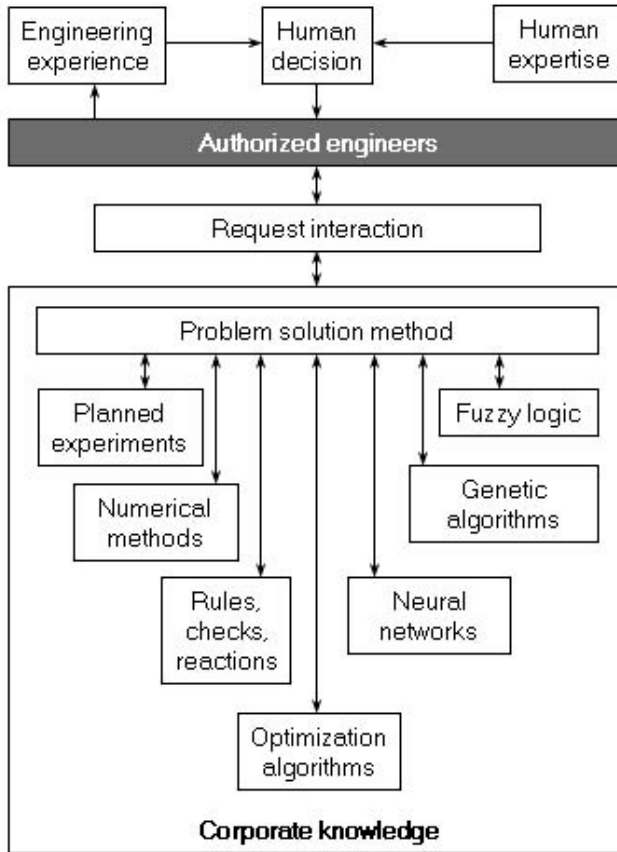 Engineering
experience
Human
decision
Human
expertise
Authorized engineers
Request interaction
Problem solution method
Planned
experiments
Fuzzy logic
Numerical
methods
Genetic
algorithms
Rules,
checks,
reactions
Neural
networks
Optimization
algorithms
Corporate knowledge